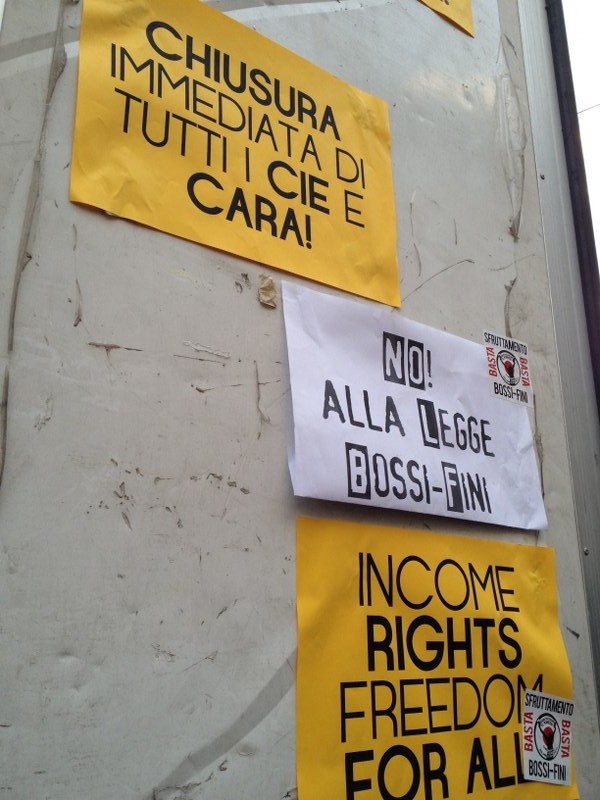 CHIUSURA
IMMEDIATA DI
TUTTI I CIE E
CARA!
NO!
ALLA LEGGE
BOSSI-FINI
SFRUTTAMENTO
BASTA
BASTA
BOSSI-FINI
INCOME
RIGHTS
FREEDOM
FOR ALL
SFRUTTAMENTO
BASTA
BASTA
BOSSI-FINI